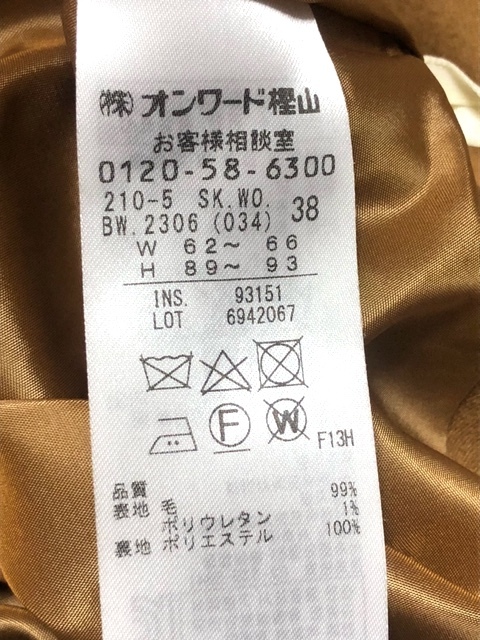 ㈱オンワード樫山
お客様相談室
0120-58-6300
210-5 SK.WO.
BW.2306 (034) 38
W 62～ 66
H 89～ 93
INS. 93151
LOT 6942067
F W F13H
品質
表地 毛 99%
ポリウレタン 1%
裏地 ポリエステル 100%